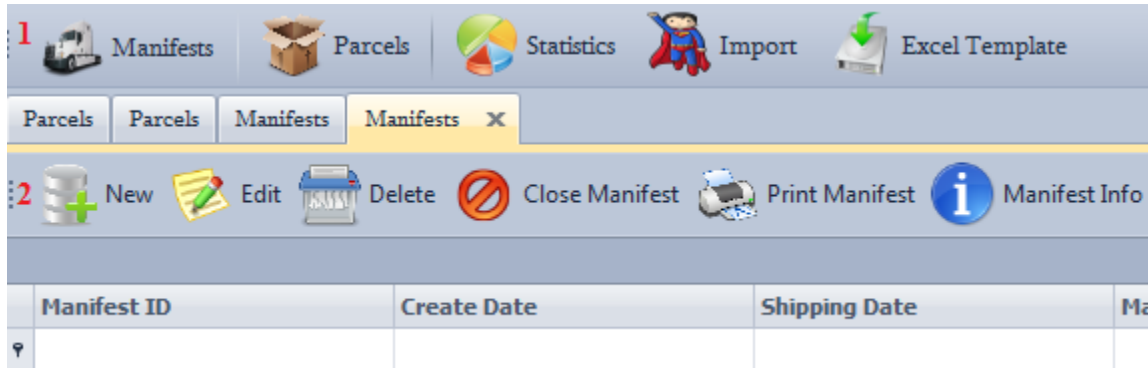 1 Manifests Parcels Statistics Import Excel Template
Parcels Parcels Manifests Manifests X
2 New Edit Delete Close Manifest Print Manifest i Manifest Info
Manifest ID Create Date Shipping Date Ma